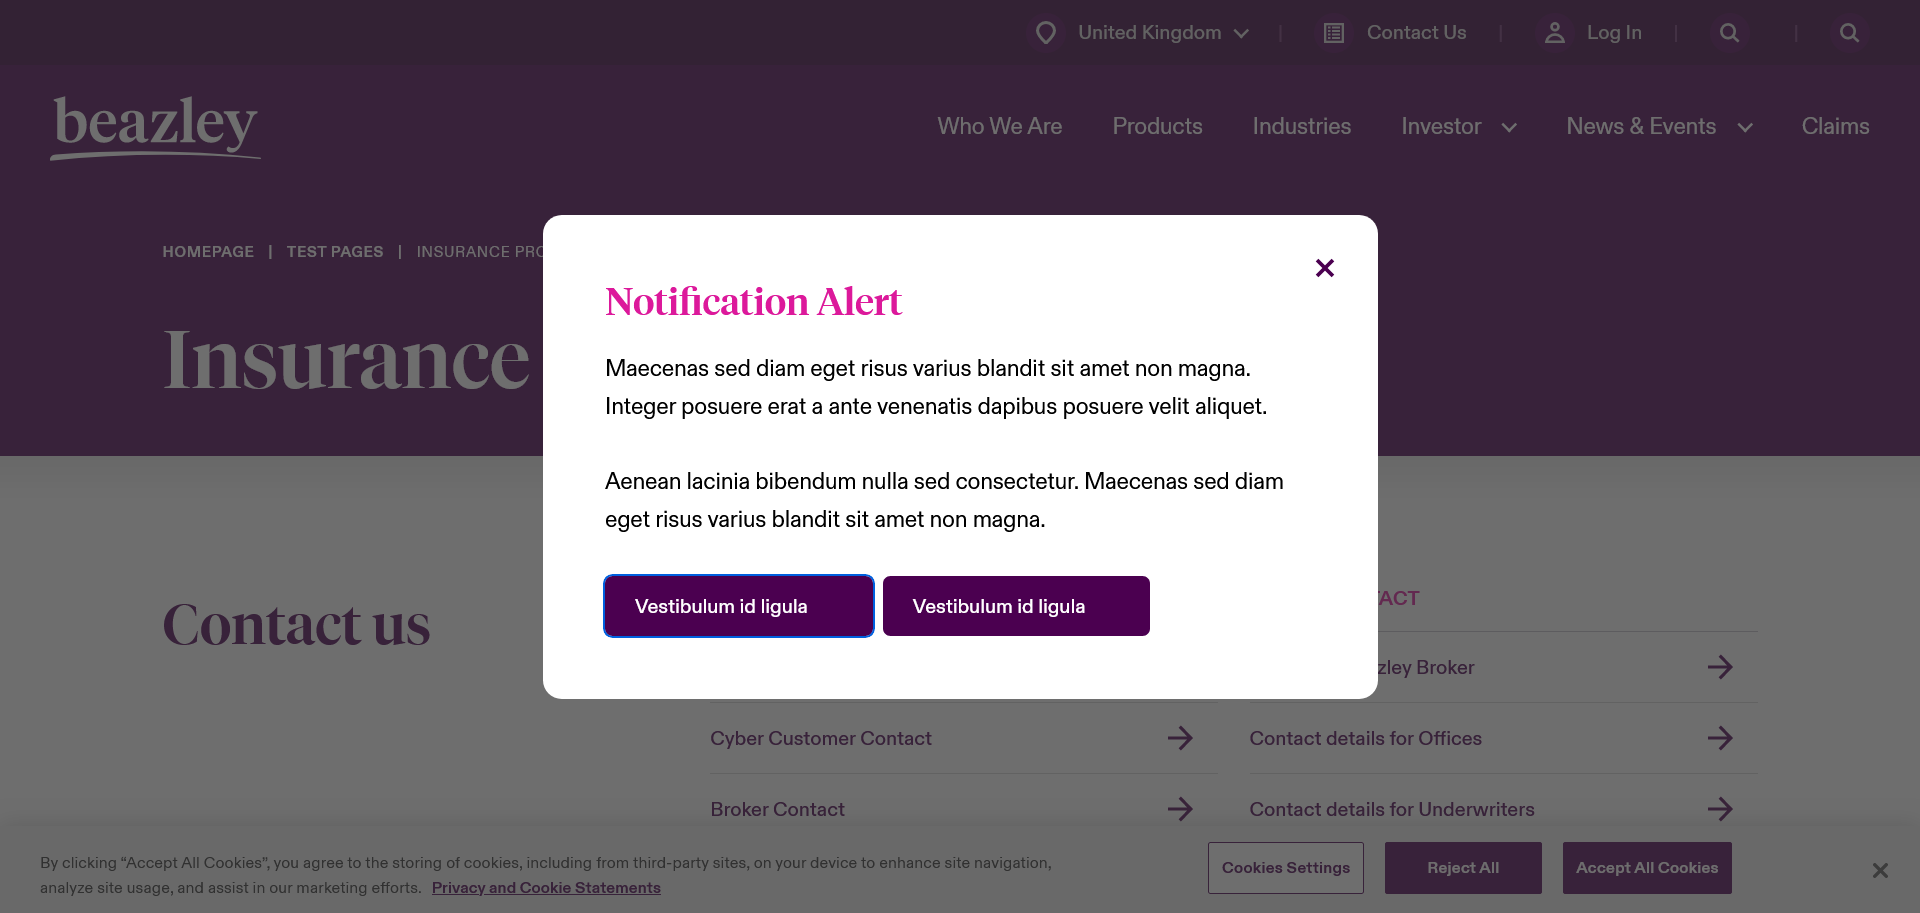 United Kingdom
Contact Us
Log In
beazley
Who We Are
Products
Industries
Investor
News & Events
Claims
HOMEPAGE | TEST PAGES | INSURANCE
Insurance
Notification Alert
Maecenas sed diam eget risus varius blandit sit amet non magna.
Integer posuere erat a ante venenatis dapibus posuere velit aliquet.
Aenean lacinia bibendum nulla sed consectetur. Maecenas sed diam
eget risus varius blandit sit amet non magna.
Vestibulum id ligula
Vestibulum id ligula
Contact us
Broker
Cyber Customer Contact
Contact details for Offices
Broker Contact
Contact details for Underwriters
By clicking “Accept All Cookies”, you agree to the storing of cookies, including from third-party sites, on your device to enhance site navigation,
analyze site usage, and assist in our marketing efforts. Privacy and Cookie Statements
Cookies Settings
Reject All
Accept All Cookies